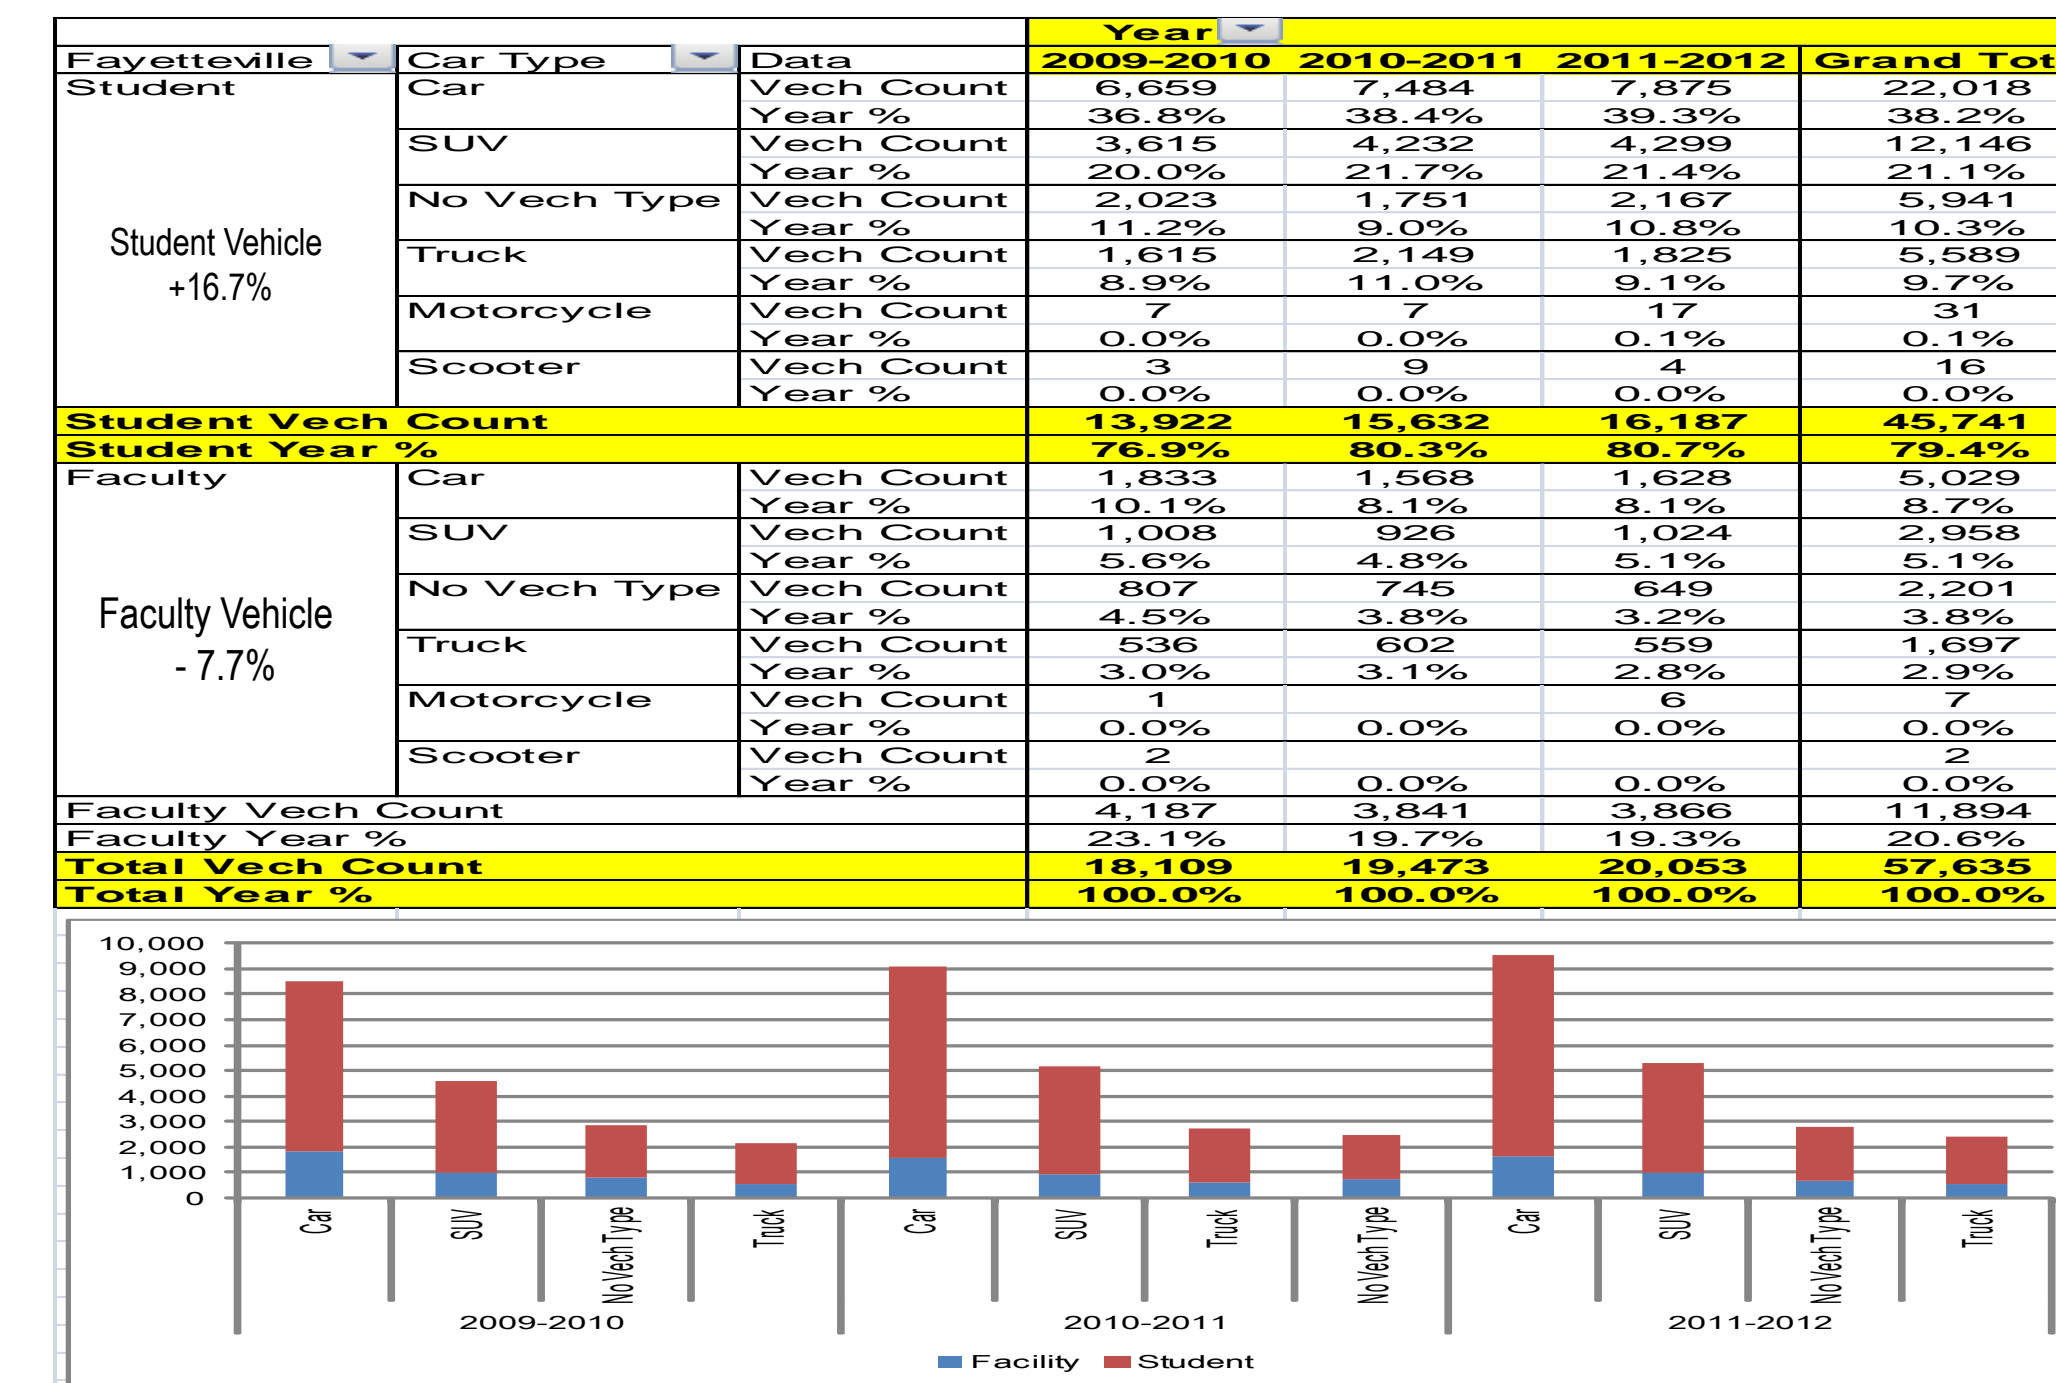 Year
Fayetteville Car Type Data 2009-2010 2010-2011 2011-2012 Grand Tot
Student Car Vech Count 6,659 7,484 7,875 22,018
Year % 36.8% 38.4% 39.3% 38.2%
SUV Vech Count 3,615 4,232 4,299 12,146
Year % 20.0% 21.7% 21.4% 21.1%
No Vech Type Vech Count 2,023 1,751 2,167 5,941
Year % 11.2% 9.0% 10.8% 10.3%
Student Vehicle
+16.7%
Truck Vech Count 1,615 2,149 1,825 5,589
Year % 8.9% 11.0% 9.1% 9.7%
Motorcycle Vech Count 7 7 17 31
Year % 0.0% 0.0% 0.1% 0.1%
Scooter Vech Count 3 9 4 16
Year % 0.0% 0.0% 0.0% 0.0%
Student Vech Count 13,922 15,632 16,187 45,741
Student Year % 76.9% 80.3% 80.7% 79.4%
Faculty Car Vech Count 1,833 1,568 1,628 5,029
Year % 10.1% 8.1% 8.1% 8.7%
SUV Vech Count 1,008 926 1,024 2,958
Year % 5.6% 4.8% 5.1% 5.1%
No Vech Type Vech Count 807 745 649 2,201
Year % 4.5% 3.8% 3.2% 3.8%
Faculty Vehicle
- 7.7%
Truck Vech Count 536 602 559 1,697
Year % 3.0% 3.1% 2.8% 2.9%
Motorcycle Vech Count 1 6 7
Year % 0.0% 0.0% 0.0% 0.0%
Scooter Vech Count 2 2
Year % 0.0% 0.0% 0.0% 0.0%
Faculty Vech Count 4,187 3,841 3,866 11,894
Faculty Year % 23.1% 19.7% 19.3% 20.6%
Total Vech Count 18,109 19,473 20,053 57,635
Total Year % 100.0% 100.0% 100.0% 100.0%
10,000
9,000
8,000
7,000
6,000
5,000
4,000
3,000
2,000
1,000
0
Car SUV No Vech Type Truck Car SUV Truck No Vech Type Car SUV No Vech Type Truck
2009-2010 2010-2011 2011-2012
Facility Student